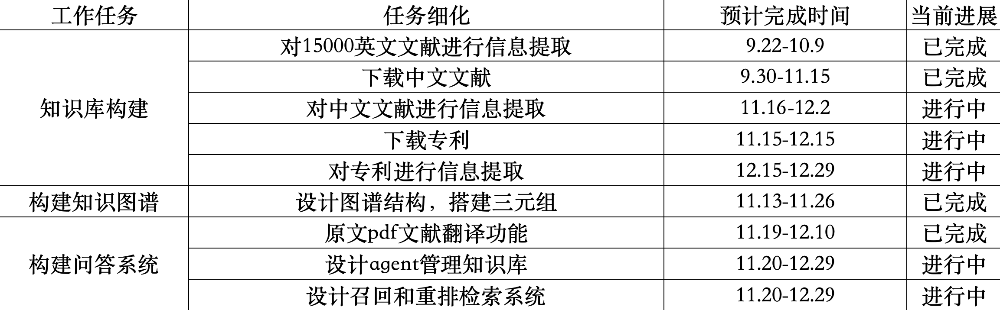 工作任务 任务细化 预计完成时间 当前进展
对15000英文文献进行信息提取 9.22-10.9 已完成
下载中文文献 9.30-11.15 已完成
知识库构建 对中文文献进行信息提取 11.16-12.2 进行中
下载专利 11.15-12.15 进行中
对专利进行信息提取 12.15-12.29 进行中
构建知识图谱 设计图谱结构，搭建三元组 11.13-11.26 已完成
原文pdf文献翻译功能 11.19-12.10 已完成
构建问答系统 设计agent管理知识库 11.20-12.29 进行中
设计召回和重排检索系统 11.20-12.29 进行中